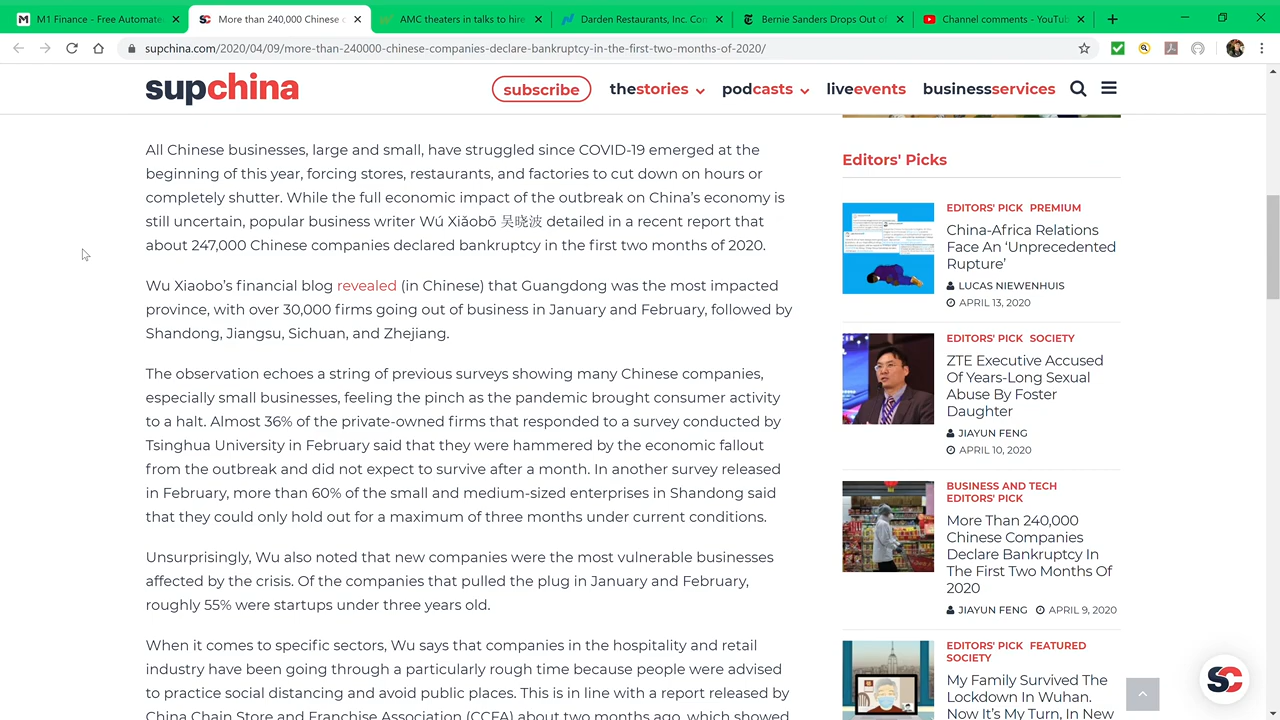 M1 Finance - Free Automate
More than 240,000 Chinese c
AMC theaters in talks to hire
Darden Restaurants, Inc. Con
Bernie Sanders Drops Out of
Channel comments - YouTu
supchina.com/2020/04/09/more-than-240000-chinese-companies-declare-bankruptcy-in-the-first-two-months-of-2020/
supchina
subscribe
thestories
podcasts
liveevents
businessservices
All Chinese businesses, large and small, have struggled since COVID-19 emerged at the
beginning of this year, forcing stores, restaurants, and factories to cut down on hours or
completely shutter. While the full economic impact of the outbreak on China's economy is
still uncertain, popular business writer Wú Xiǎobō 吴晓波 detailed in a recent report that
about 247,000 Chinese companies declared bankruptcy in the first two months of 2020.
Wu Xiaobo's financial blog revealed (in Chinese) that Guangdong was the most impacted
province, with over 30,000 firms going out of business in January and February, followed by
Shandong, Jiangsu, Sichuan, and Zhejiang.
The observation echoes a string of previous surveys showing many Chinese companies,
especially small businesses, feeling the pinch as the pandemic brought consumer activity
to a halt. Almost 36% of the private-owned firms that responded to a survey conducted by
Tsinghua University in February said that they were hammered by the economic fallout
from the outbreak and did not expect to survive after a month. In another survey released
in February, more than 60% of the small and medium-sized enterprises in Shandong said
that they could only hold out for a maximum of three months under current conditions.
Unsurprisingly, Wu also noted that new companies were the most vulnerable businesses
affected by the crisis. Of the companies that pulled the plug in January and February,
roughly 55% were startups under three years old.
When it comes to specific sectors, Wu says that companies in the hospitality and retail
industry have been going through a particularly rough time because people were advised
to practice social distancing and avoid public places. This is in line with a report released by
China Chain Store and Franchise Association (CCFA) about two months ago, which showed
Editors' Picks
EDITORS' PICK PREMIUM
China-Africa Relations
Face An 'Unprecedented
Rupture'
LUCAS NIEWENHUIS
APRIL 13, 2020
EDITORS' PICK SOCIETY
ZTE Executive Accused
Of Years-Long Sexual
Abuse By Foster
Daughter
JIAYUN FENG
APRIL 10, 2020
BUSINESS AND TECH
EDITORS' PICK
More Than 240,000
Chinese Companies
Declare Bankruptcy In
The First Two Months Of
2020
JIAYUN FENG APRIL 9, 2020
EDITORS' PICK FEATURED
SOCIETY
My Family Survived The
Lockdown In Wuhan.
Now It's My Turn, In New